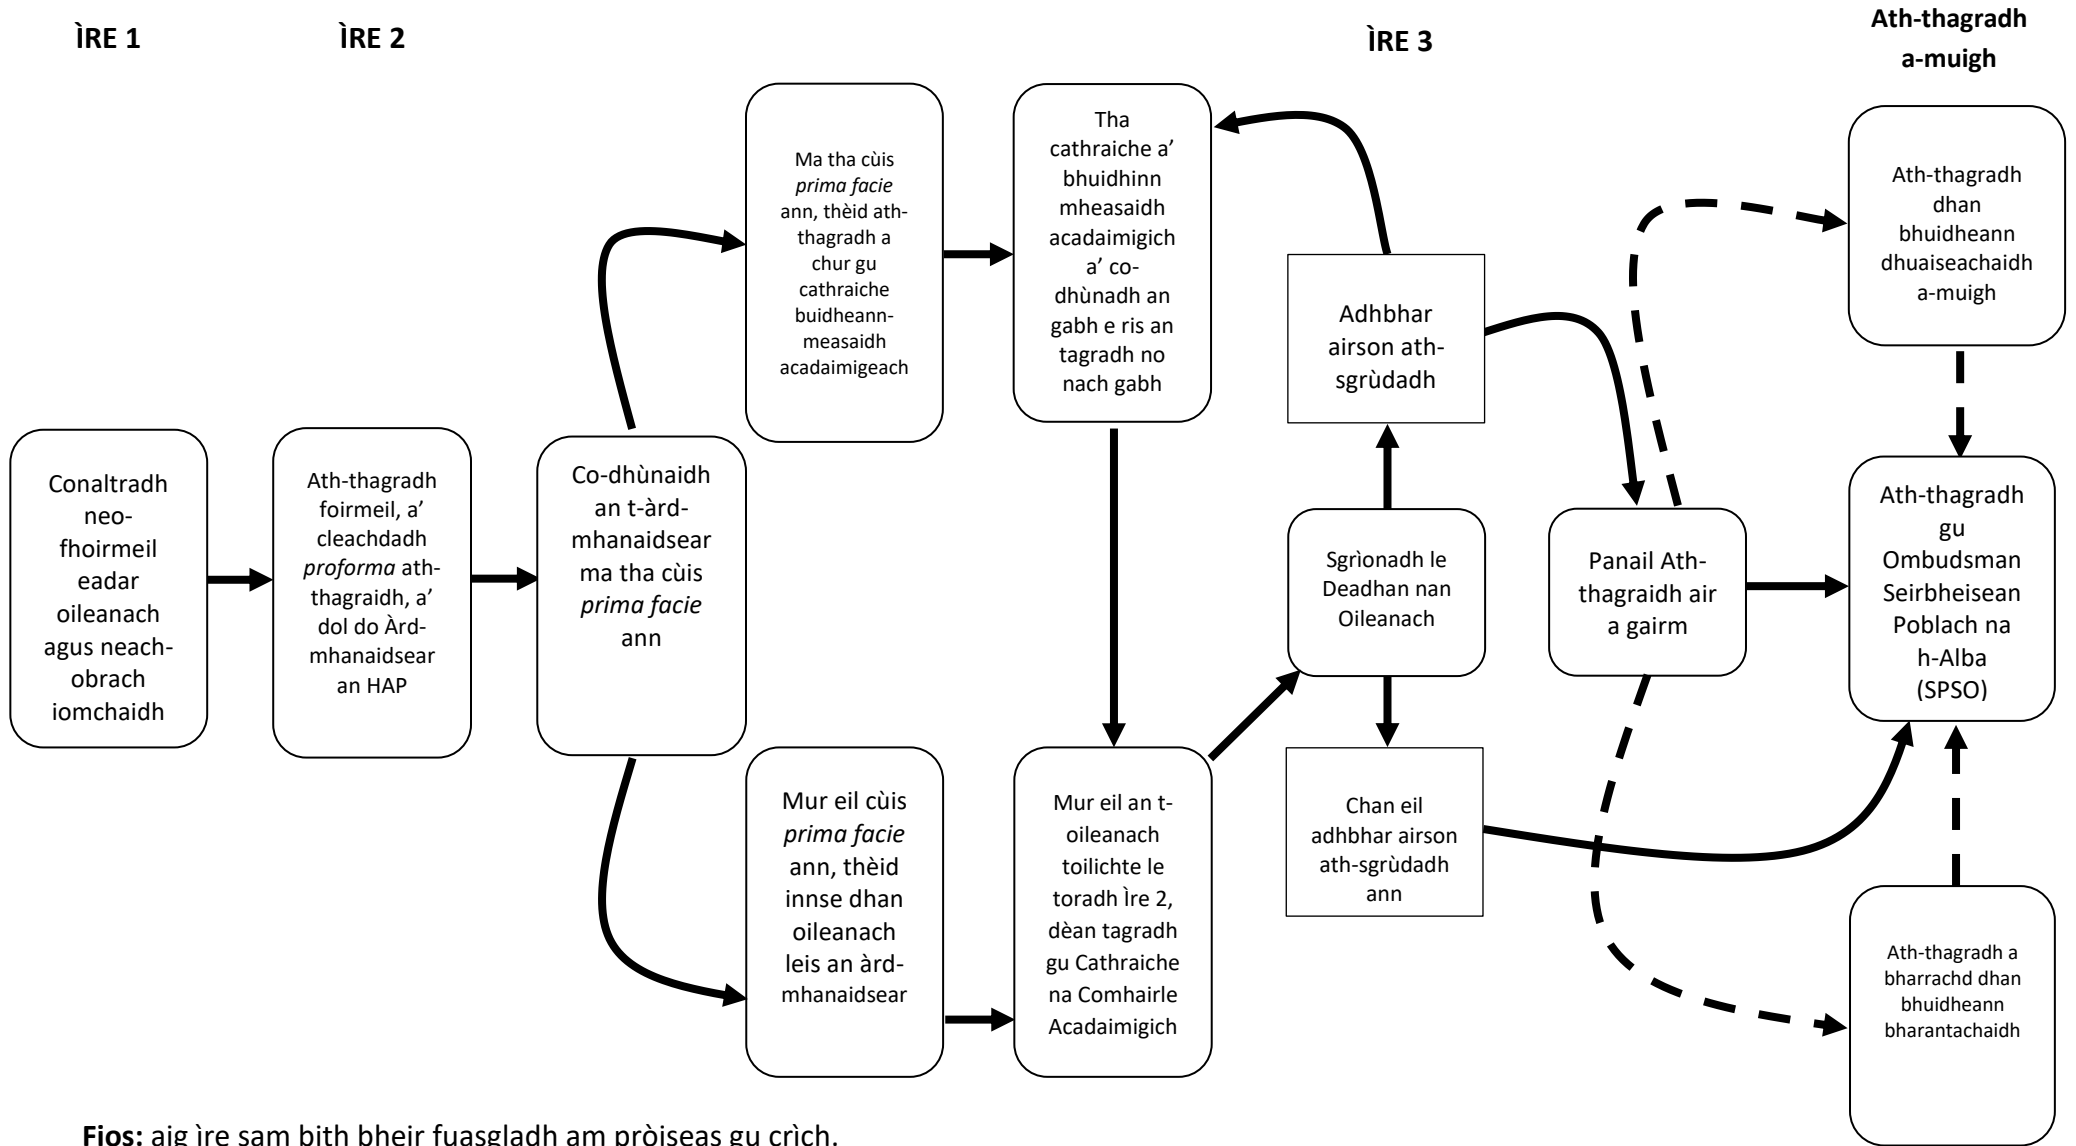 ÌRE 1
ÌRE 2
ÌRE 3
Ath-thagradh
a-muigh
Conaltradh
neo-
fhoirmeil
eadar
oileanach
agus neach-
obrach
iomchaidh
Ath-thagradh
foirmeil, a’
cleachdadh
proforma ath-
thagraidh, a’
dol do Àrd-
mhanaidsear
an HAP
Co-dhùnaidh
an t-àrd-
mhanaidsear
ma tha cùis
prima facie
ann
Ma tha cùis
prima facie
ann, thèid ath-
thagradh a
chur gu
cathraiche
buidheann-
measaidh
acadaimigeach
Mur eil cùis
prima facie
ann, thèid
innse dhan
oileanach
leis an àrd-
mhanaidsear
Tha
cathraiche a’
bhuidhinn
mheasaidh
acadaimigich
a’ co-
dhùnadh an
gabh e ris an
tagradh no
nach gabh
Mur eil an t-
oileanach
toilichte le
toradh Ìre 2,
dèan tagradh
gu Cathraiche
na Comhairle
Acadaimigich
Adhbhar
airson ath-
sgrùdadh
Sgrìonadh le
Deadhan nan
Oileanach
Chan eil
adhbhar airson
ath-sgrùdadh
ann
Panail Ath-
thagraidh air
a gairm
Ath-thagradh
dhan
bhuidheann
dhuaiseachaidh
a-muigh
Ath-thagradh
gu
Ombudsman
Seirbheisean
Poblach na
h-Alba
(SPSO)
Ath-thagradh a
bharrachd dhan
bhuidheann
bharantachaidh
Fios: aig ìre sam bith bheir fuasgladh am pròiseas gu crìch.